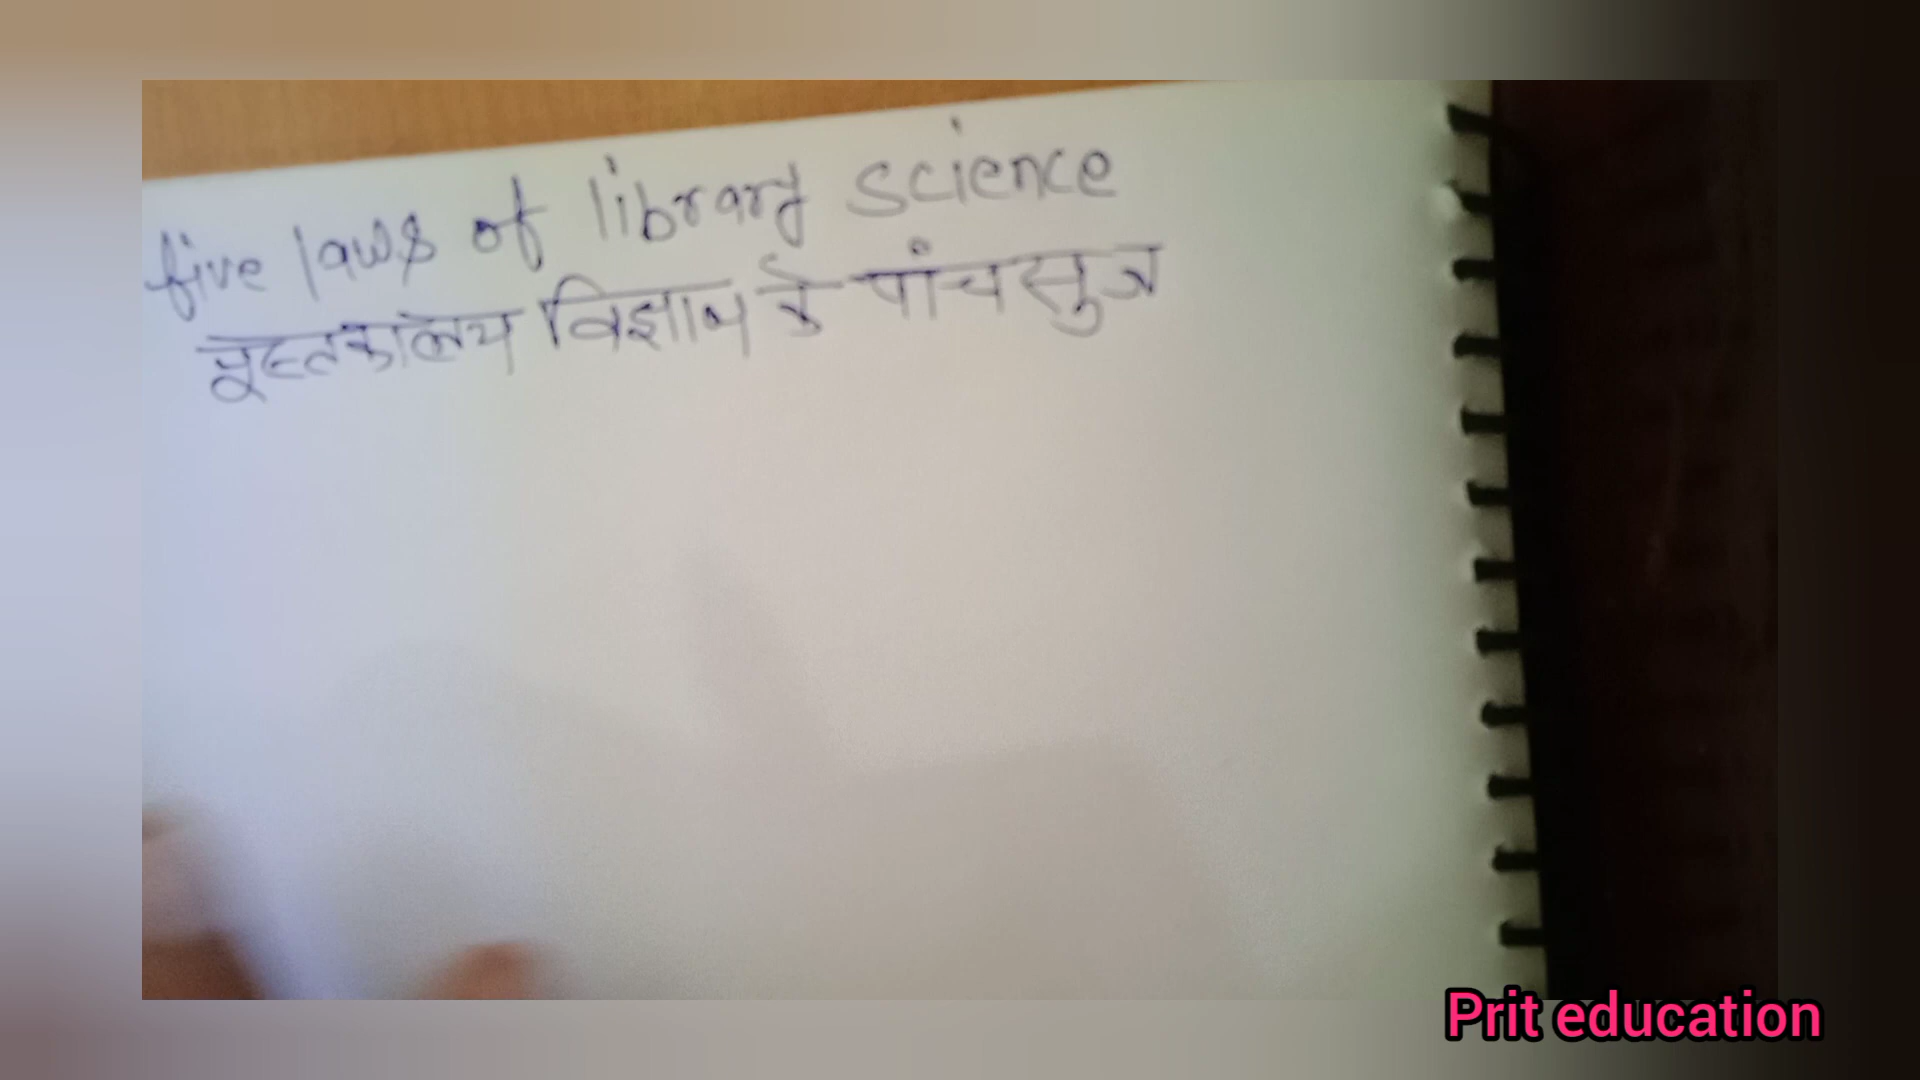 five laws of library science
पूस्तकालय विज्ञान के पांच सुत्र
Prit education